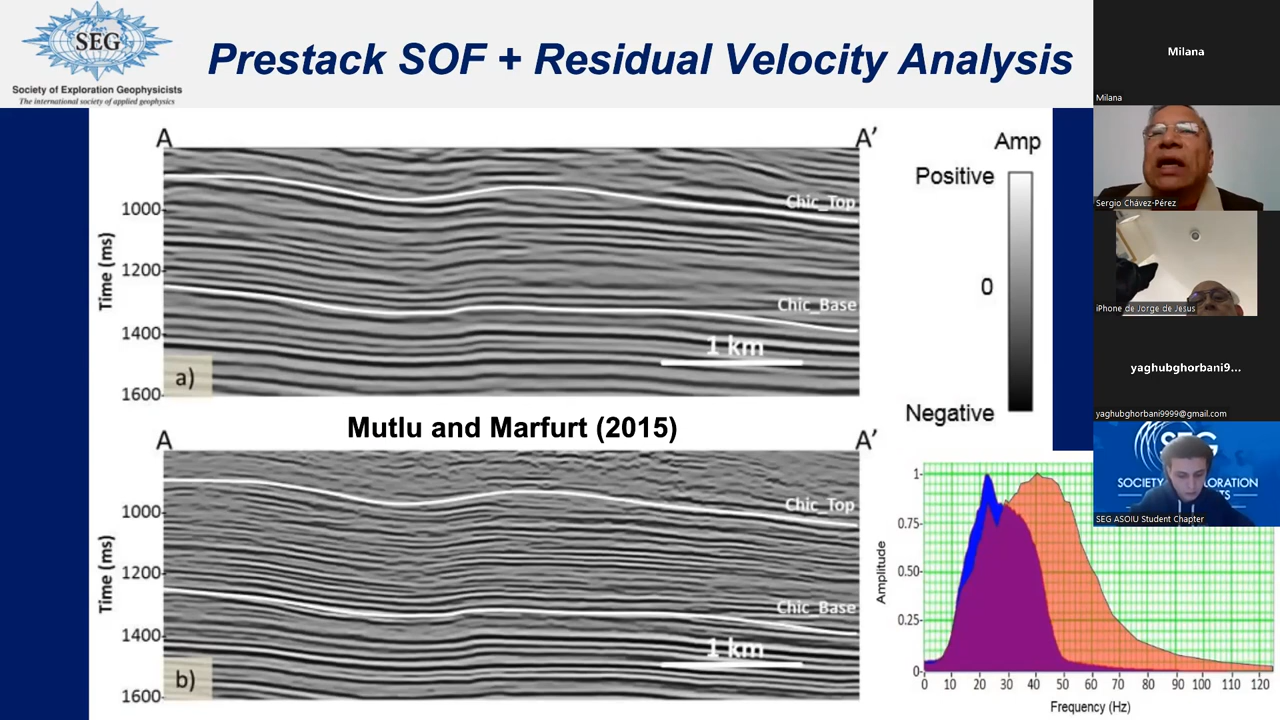 SEG
Society of Exploration Geophysicists
The international society of applied geophysics
Prestack SOF + Residual Velocity Analysis
A
A’
Chic_Top
Chic_Base
1 km
a)
Time (ms)
1000
1200
1400
1600
Amp
Positive
0
Negative
Mutlu and Marfurt (2015)
A
A’
Chic_Top
Chic_Base
1 km
b)
Time (ms)
1000
1200
1400
1600
Amplitude
1
0.75
0.50
0.25
0
0 10 20 30 40 50 60 70 80 90 100 110 120
Frequency (Hz)
Milana
Milana
Sergio Chávez-Pérez
iPhone de Jorge de Jesus
yaghubghorbani9...
yaghubghorbani9999@gmail.com
SEG
SEG ASOIU Student Chapter